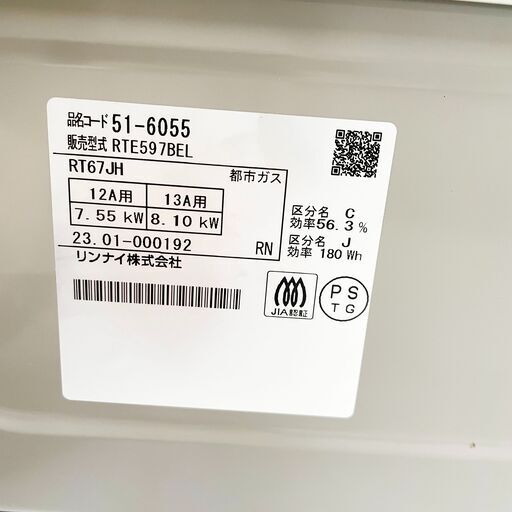 品名コード 51-6055
販売型式 RTE597BEL
RT67JH 都市ガス
12A用 13A用
7.55 kW 8.10 kW
23.01-000192 RN
リンナイ株式会社
区分名 C
効率56.3%
区分名 J
効率 180 Wh
JIA認証
PS
TG